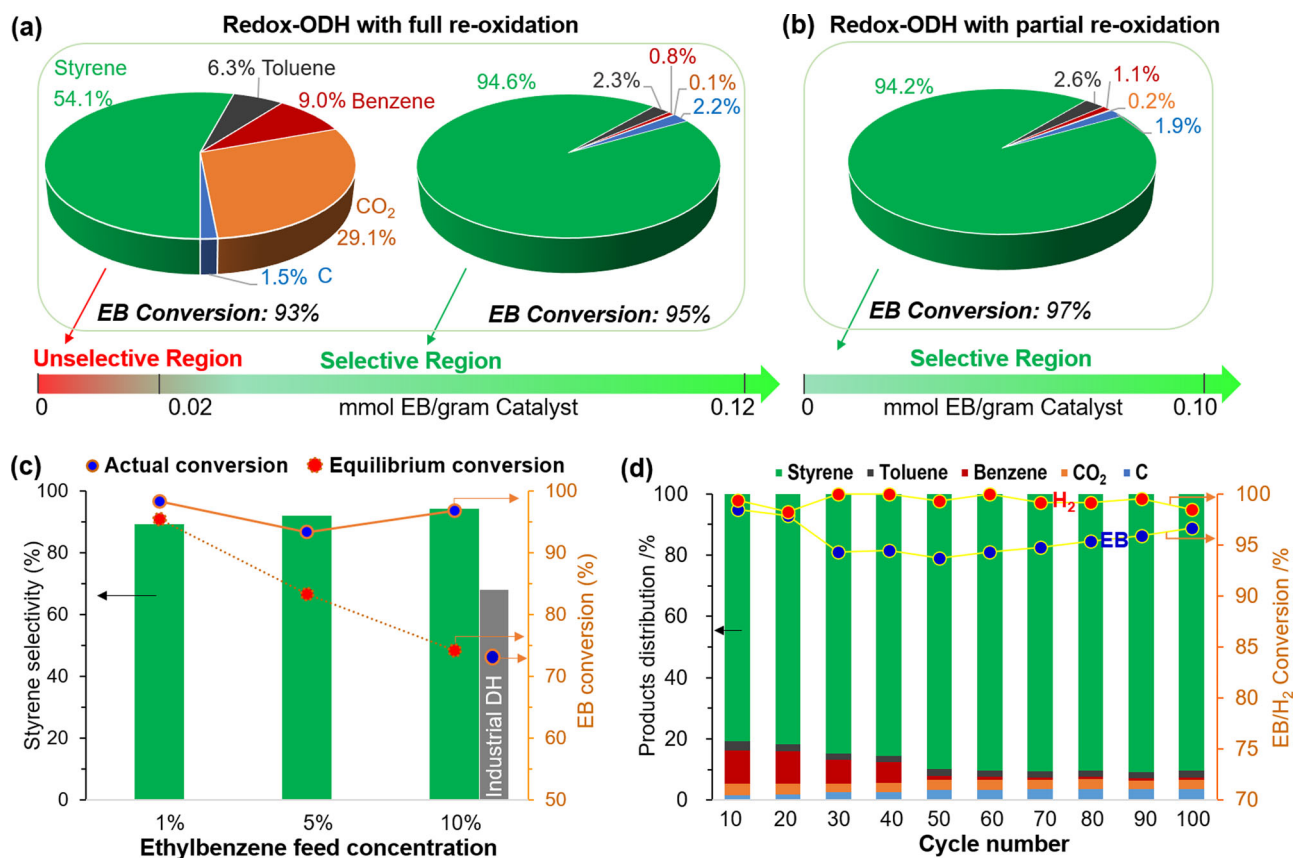 (a) Redox-ODH with full re-oxidation
Styrene
54.1%
6.3% Toluene
9.0% Benzene
CO₂
29.1%
1.5% C
EB Conversion: 93%
94.6%
2.3%
0.8%
0.1%
2.2%
EB Conversion: 95%
Unselective Region
Selective Region
0 0.02 mmol EB/gram Catalyst 0.12
(b) Redox-ODH with partial re-oxidation
94.2%
2.6%
1.1%
0.2%
1.9%
EB Conversion: 97%
Selective Region
0 mmol EB/gram Catalyst 0.10
(c) Actual conversion Equilibrium conversion
Styrene selectivity (%)
100
80
60
40
20
0
EB conversion (%)
100
90
80
70
60
50
Industrial DH
1% 5% 10%
Ethylbenzene feed concentration
(d) Styrene Toluene Benzene CO₂ C
Products distribution /%
100
80
60
40
20
0
H₂
EB
EB/H₂ Conversion /%
100
95
90
85
80
75
70
10 20 30 40 50 60 70 80 90 100
Cycle number